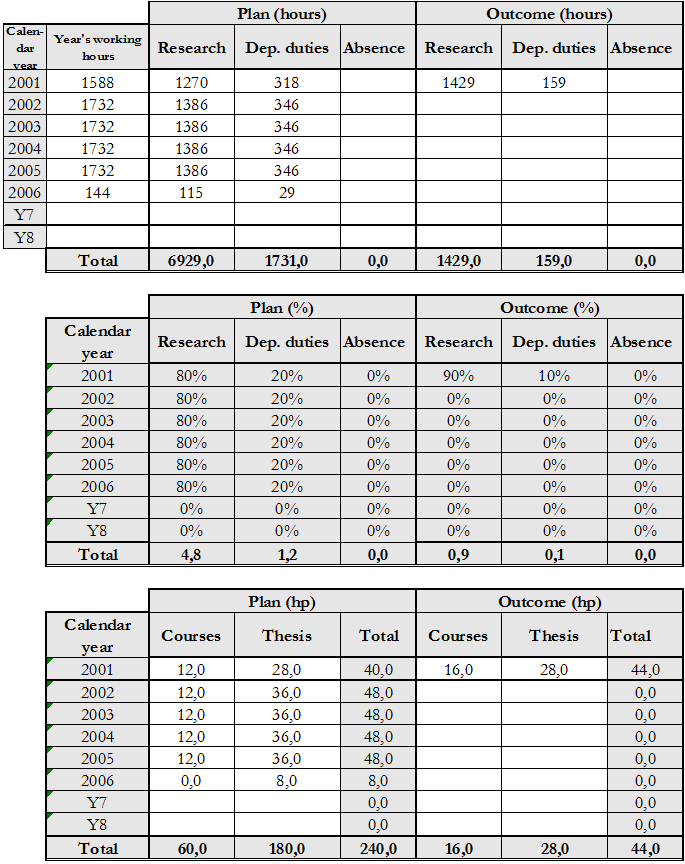 Plan (hours) Outcome (hours)
Calen-
dar
year Year's working
hours Research Dep. duties Absence Research Dep. duties Absence
2001 1588 1270 318 1429 159
2002 1732 1386 346
2003 1732 1386 346
2004 1732 1386 346
2005 1732 1386 346
2006 144 115 29
Y7
Y8
Total 6929,0 1731,0 0,0 1429,0 159,0 0,0
Plan (%) Outcome (%)
Calendar
year Research Dep. duties Absence Research Dep. duties Absence
2001 80% 20% 0% 90% 10% 0%
2002 80% 20% 0% 0% 0% 0%
2003 80% 20% 0% 0% 0% 0%
2004 80% 20% 0% 0% 0% 0%
2005 80% 20% 0% 0% 0% 0%
2006 80% 20% 0% 0% 0% 0%
Y7 0% 0% 0% 0% 0% 0%
Y8 0% 0% 0% 0% 0% 0%
Total 4,8 1,2 0,0 0,9 0,1 0,0
Plan (hp) Outcome (hp)
Calendar
year Courses Thesis Total Courses Thesis Total
2001 12,0 28,0 40,0 16,0 28,0 44,0
2002 12,0 36,0 48,0 0,0
2003 12,0 36,0 48,0 0,0
2004 12,0 36,0 48,0 0,0
2005 12,0 36,0 48,0 0,0
2006 0,0 8,0 8,0 0,0
Y7 0,0 0,0
Y8 0,0 0,0
Total 60,0 180,0 240,0 16,0 28,0 44,0